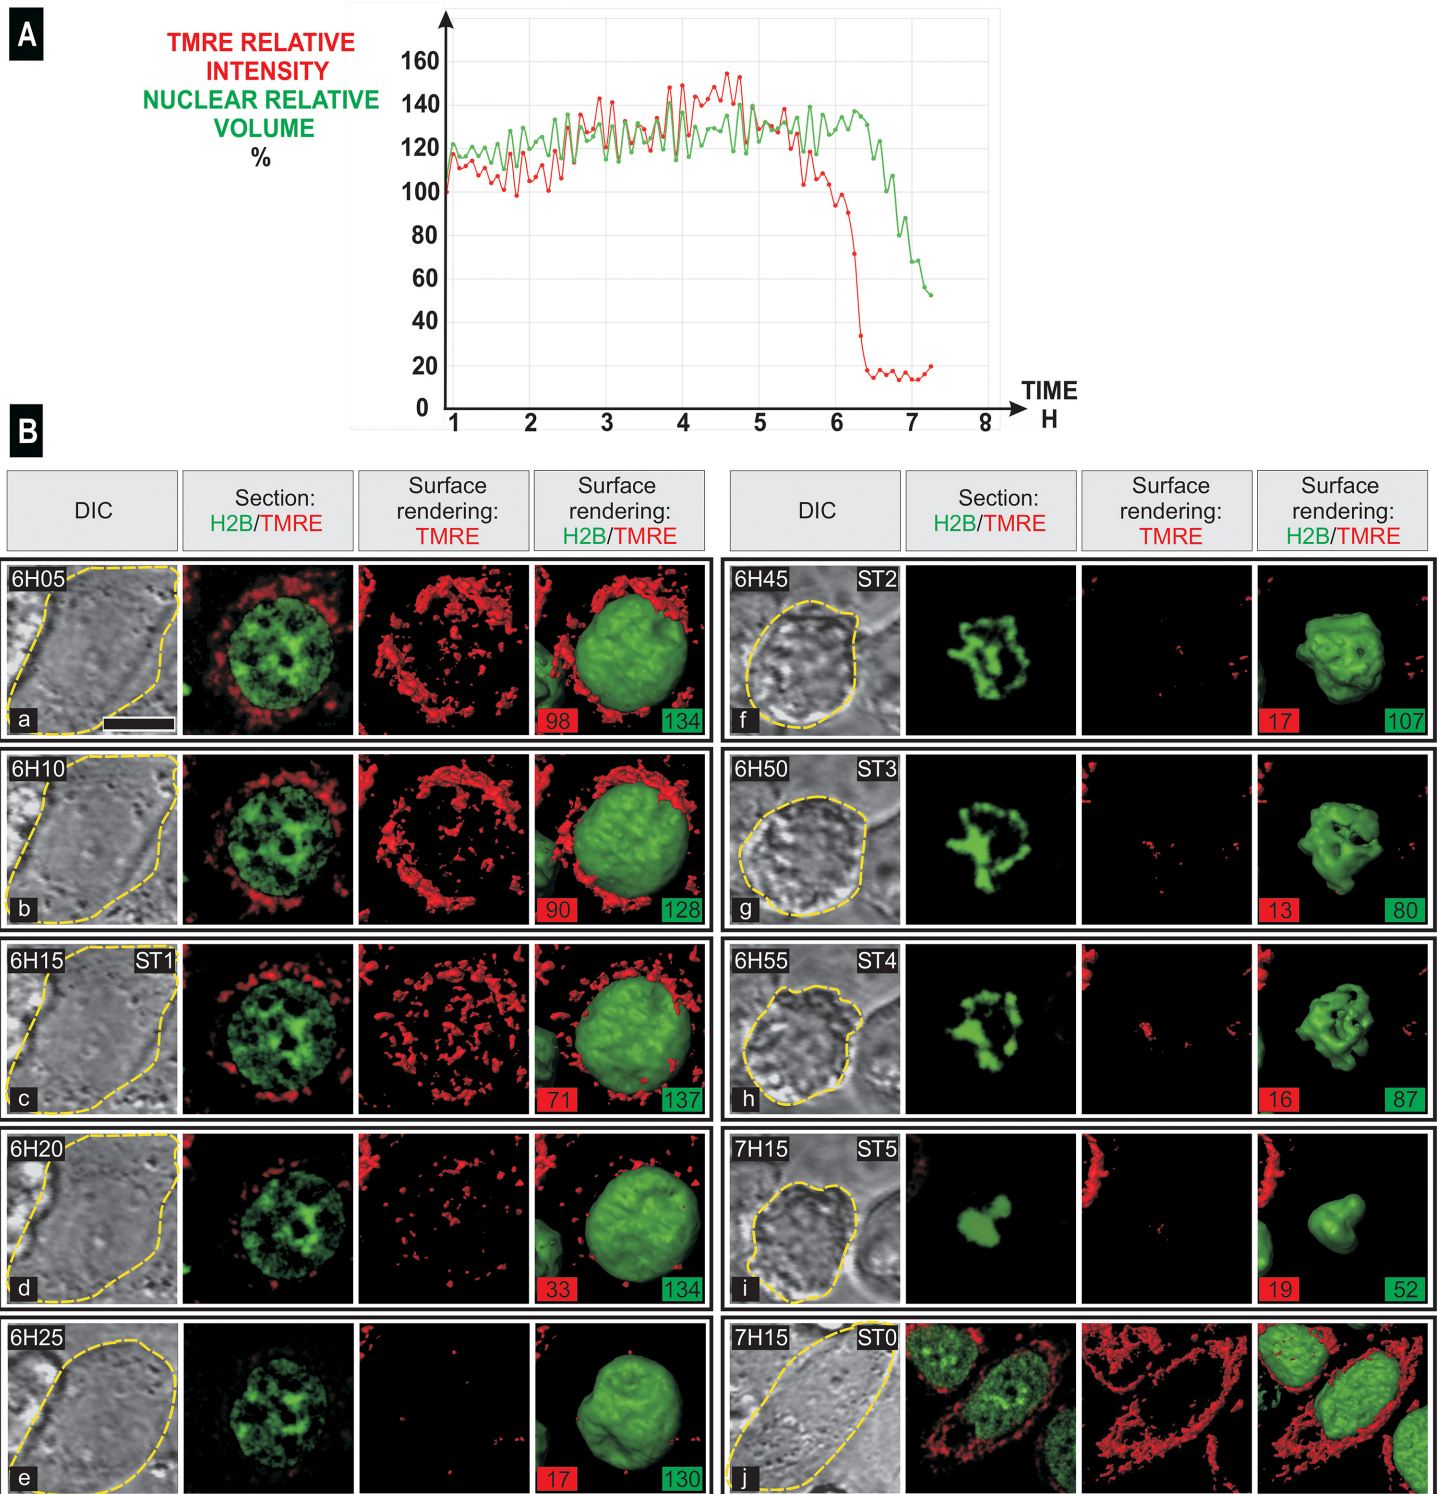 A
TMRE RELATIVE
INTENSITY
NUCLEAR RELATIVE
VOLUME
%
160
140
120
100
80
60
40
20
0
1 2 3 4 5 6 7 8
TIME
H
B
DIC
Section:
H2B/TMRE
Surface
rendering:
TMRE
Surface
rendering:
H2B/TMRE
DIC
Section:
H2B/TMRE
Surface
rendering:
TMRE
Surface
rendering:
H2B/TMRE
6H05
a
98 134
6H10
b
90 128
6H15 ST1
c
71 137
6H20
d
33 134
6H25
e
17 130
6H45 ST2
f
17 107
6H50 ST3
g
13 80
6H55 ST4
h
16 87
7H15 ST5
i
19 52
7H15 ST0
j